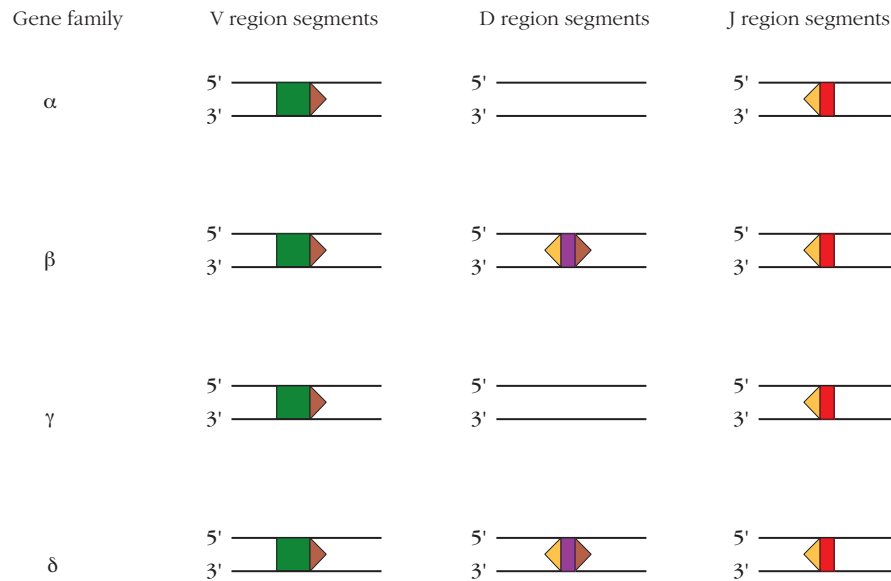 Gene family V region segments D region segments J region segments
α 5' 5' 5'
3' 3' 3'
β 5' 5' 5'
3' 3' 3'
γ 5' 5' 5'
3' 3' 3'
δ 5' 5' 5'
3' 3' 3'